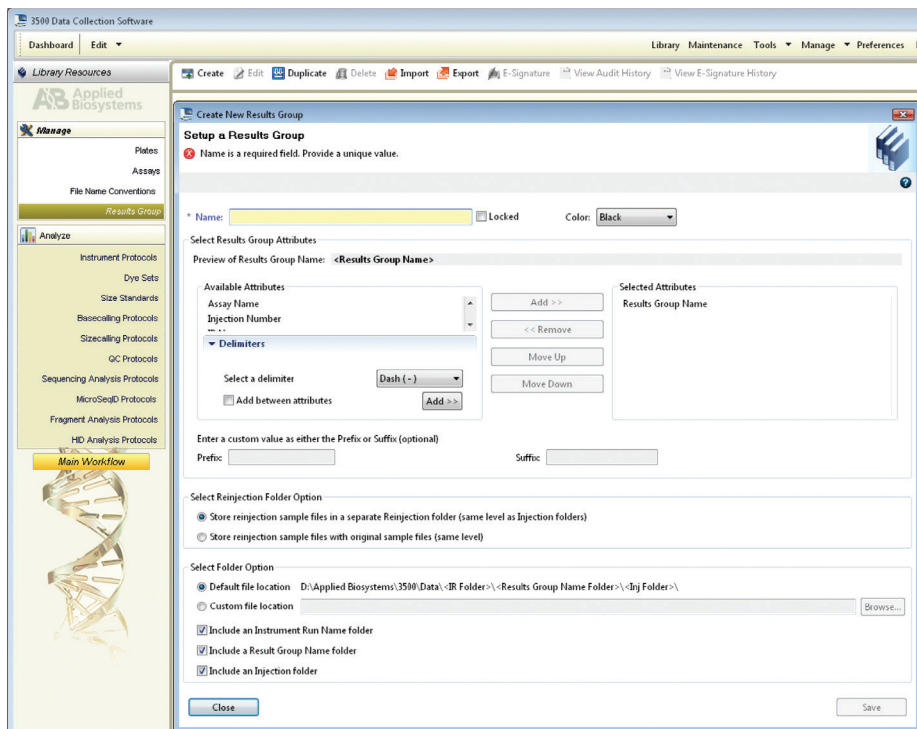 3500 Data Collection Software
Dashboard Edit Library Maintenance Tools Manage Preferences
Library Resources
Create Edit Duplicate Delete Import Export E-Signature View Audit History View E-Signature History
AB Applied Biosystems
Manage
Plates
Assays
File Name Conventions
Results Group
Analyze
Instrument Protocols
Dye Sets
Size Standards
Basecalling Protocols
Sizecalling Protocols
QC Protocols
Sequencing Analysis Protocols
MicroSeqID Protocols
Fragment Analysis Protocols
HID Analysis Protocols
Main Workflow
Create New Results Group
Setup a Results Group
Name is a required field. Provide a unique value.
* Name: Locked Color: Black
Select Results Group Attributes
Preview of Results Group Name: <Results Group Name>
Available Attributes
Assay Name
Injection Number
Delimiters
Select a delimiter Dash ( - )
Add between attributes Add >>
Add >>
<< Remove
Move Up
Move Down
Selected Attributes
Results Group Name
Enter a custom value as either the Prefix or Suffix (optional)
Prefix: Suffix:
Select Reinjection Folder Option
Store reinjection sample files in a separate Reinjection folder (same level as Injection folders)
Store reinjection sample files with original sample files (same level)
Select Folder Option
Default file location D:\Applied Biosystems\3500\Data\<IR Folder>\<Results Group Name Folder>\<Inj Folder>\
Custom file location Browse...
Include an Instrument Run Name folder
Include a Result Group Name folder
Include an Injection folder
Close Save